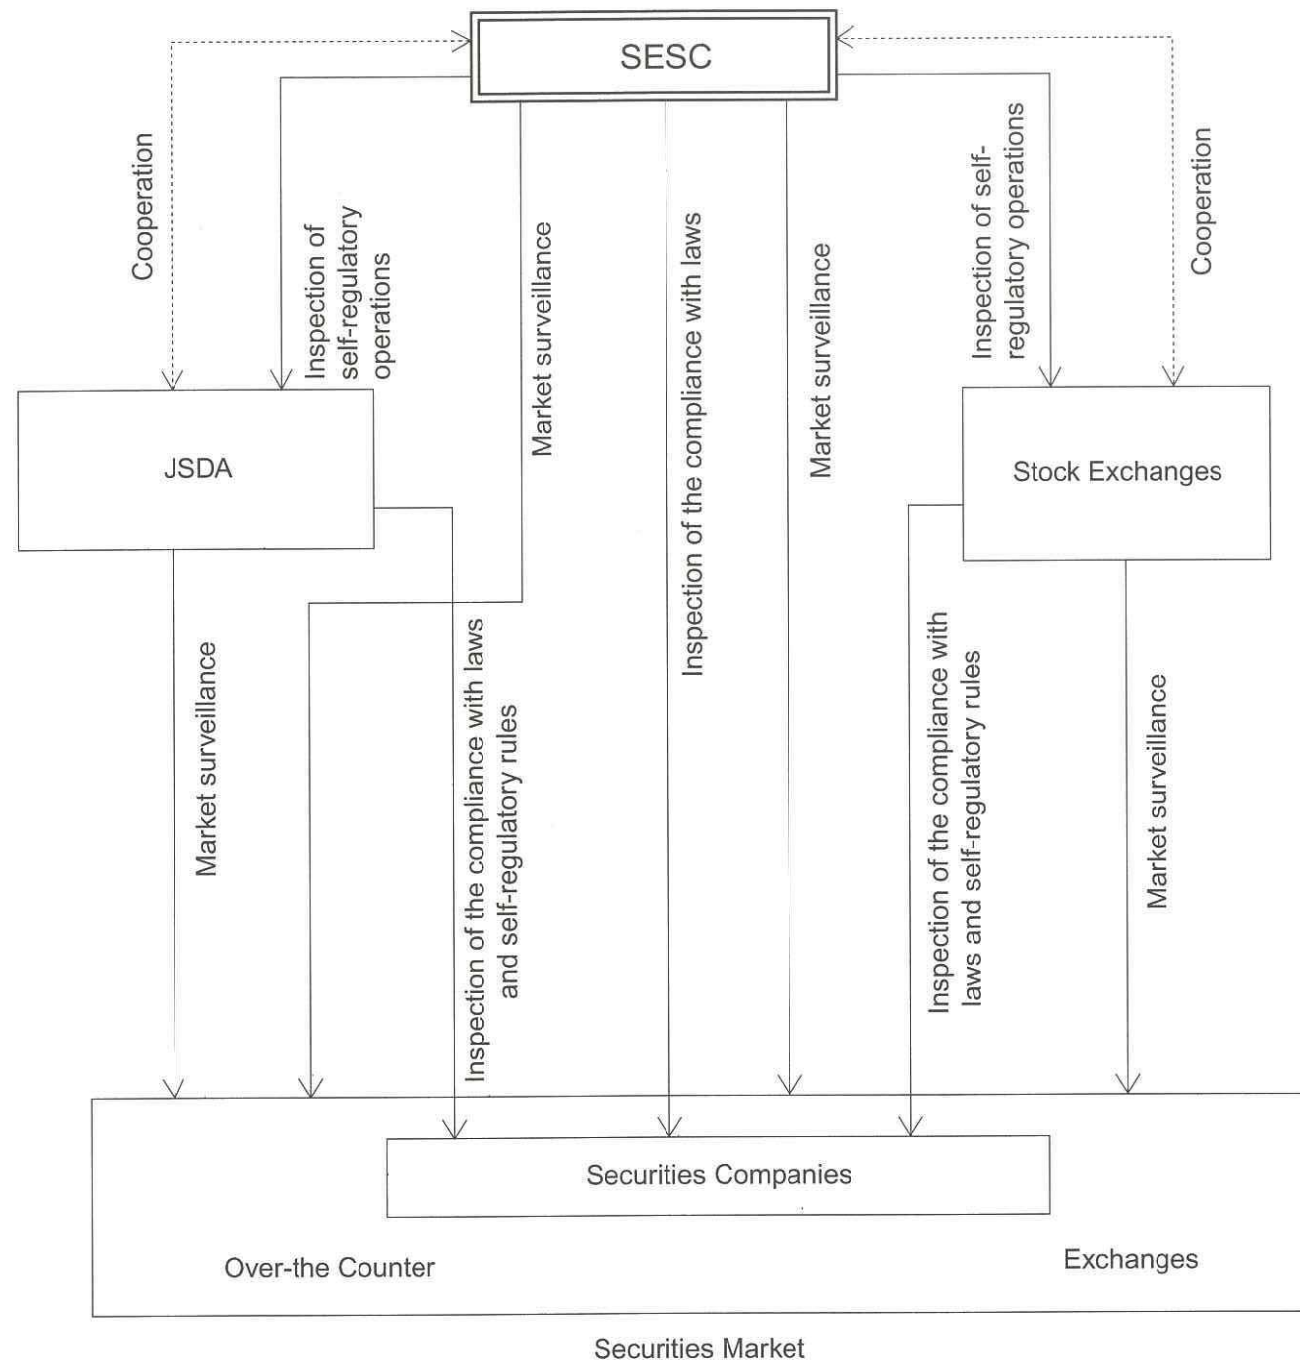 SESC
Cooperation
Inspection of
self-regulatory
operations
Market surveillance
Inspection of the compliance with laws
Market surveillance
Inspection of self-
regulatory operations
Cooperation
JSDA
Stock Exchanges
Market surveillance
Inspection of the compliance with laws
and self-regulatory rules
Inspection of the compliance with
laws and self-regulatory rules
Market surveillance
Securities Companies
Over-the Counter
Exchanges
Securities Market